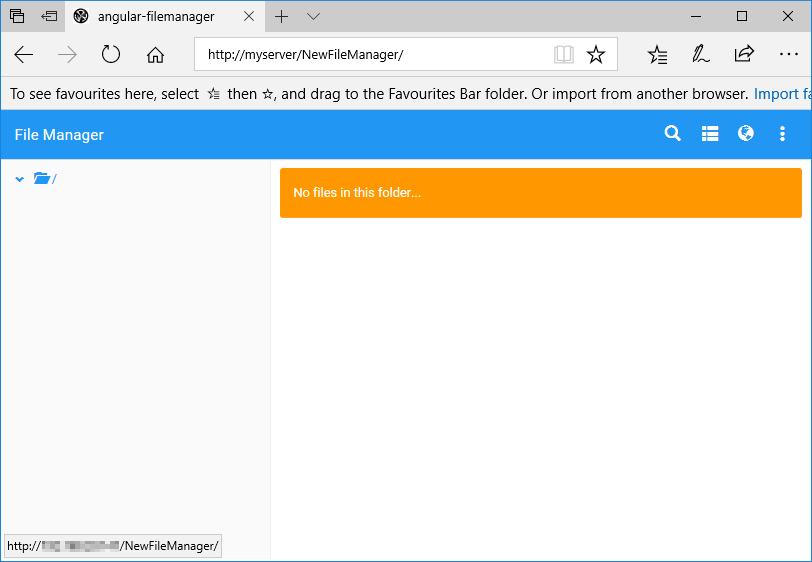 angular-filemanager
http://myserver/NewFileManager/
To see favourites here, select then , and drag to the Favourites Bar folder. Or import from another browser. Import fa
File Manager
/
No files in this folder...
http:// /NewFileManager/